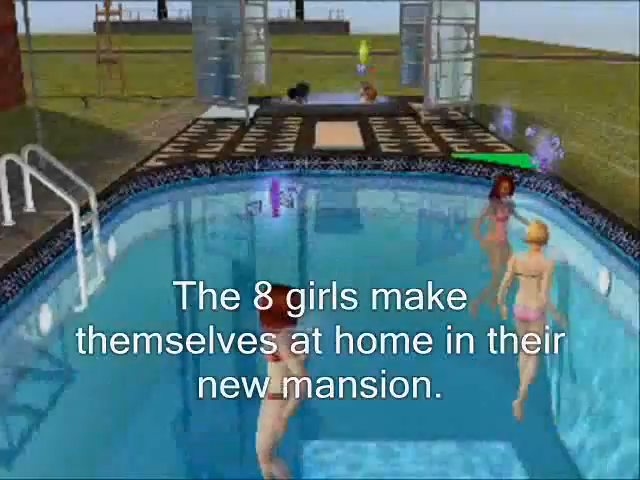 The 8 girls make
themselves at home in their
new mansion.